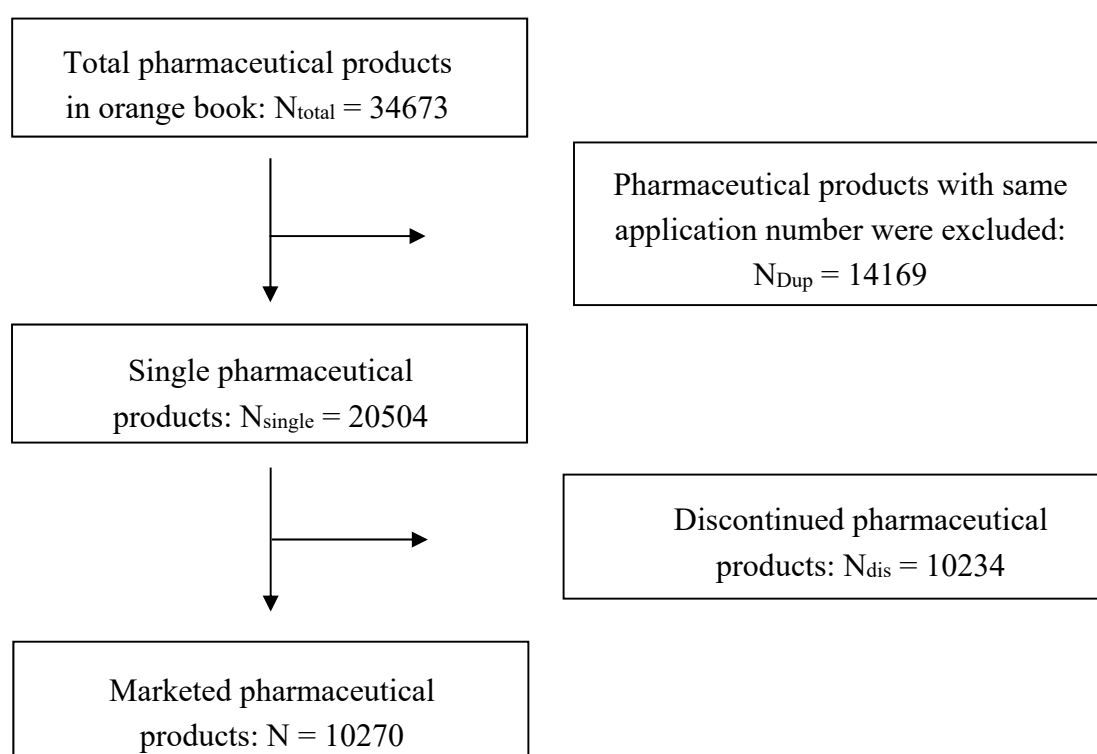 Total pharmaceutical products
in orange book: Ntotal = 34673
Pharmaceutical products with same
application number were excluded:
NDup = 14169
Single pharmaceutical
products: Nsingle = 20504
Discontinued pharmaceutical
products: Ndis = 10234
Marketed pharmaceutical
products: N = 10270